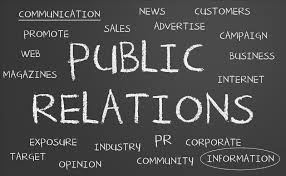 COMMUNICATION NEWS CUSTOMERS
PROMOTE SALES ADVERTISE CAMPAIGN
WEB BUSINESS
PUBLIC
MAGAZINES INTERNET
RELATIONS
EXPOSURE INDUSTRY PR CORPORATE
TARGET OPINION COMMUNITY INFORMATION